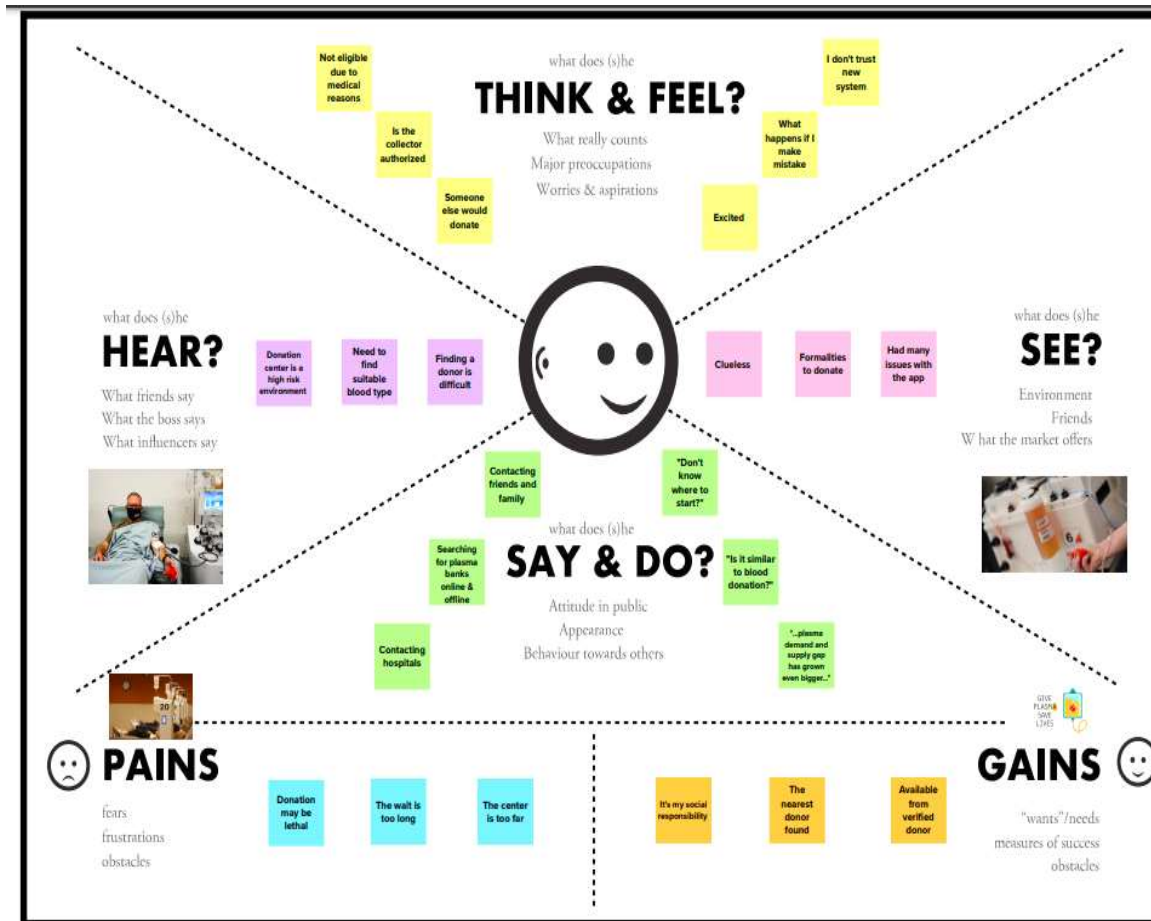 what does (s)he
THINK & FEEL?
What really counts
Major preoccupations
Worries & aspirations
Not eligible
due to
medical
reasons
Is the
collector
authorized
Someone
else would
donate
I don't trust
new
system
What
happens if I
make
mistake
Excited
what does (s)he
HEAR?
What friends say
What the boss says
What influencers say
Donation
center is a
high risk
environment
Need to
find
suitable
blood type
Finding a
donor is
difficult
Clueless
Formalities
to donate
Had many
issues with
the app
what does (s)he
SEE?
Environment
Friends
W hat the market offers
6
Contacting
friends and
family
Searching
for plasma
banks
online &
offline
Contacting
hospitals
what does (s)he
SAY & DO?
Attitude in public
Appearance
Behaviour towards others
"Don't
know
where to
start?"
"Is it similar
to blood
donation?"
"...plasma
demand and
supply gap
has grown
even bigger..."
20
PAINS
fears
frustrations
obstacles
Donation
may be
lethal
The wait is
too long
The center
is too far
It's my social
responsibility
The
nearest
donor
found
Available
from
verified
donor
GIVE
PLASMA
SAVE
LIVES
GAINS
"wants"/needs
measures of success
obstacles